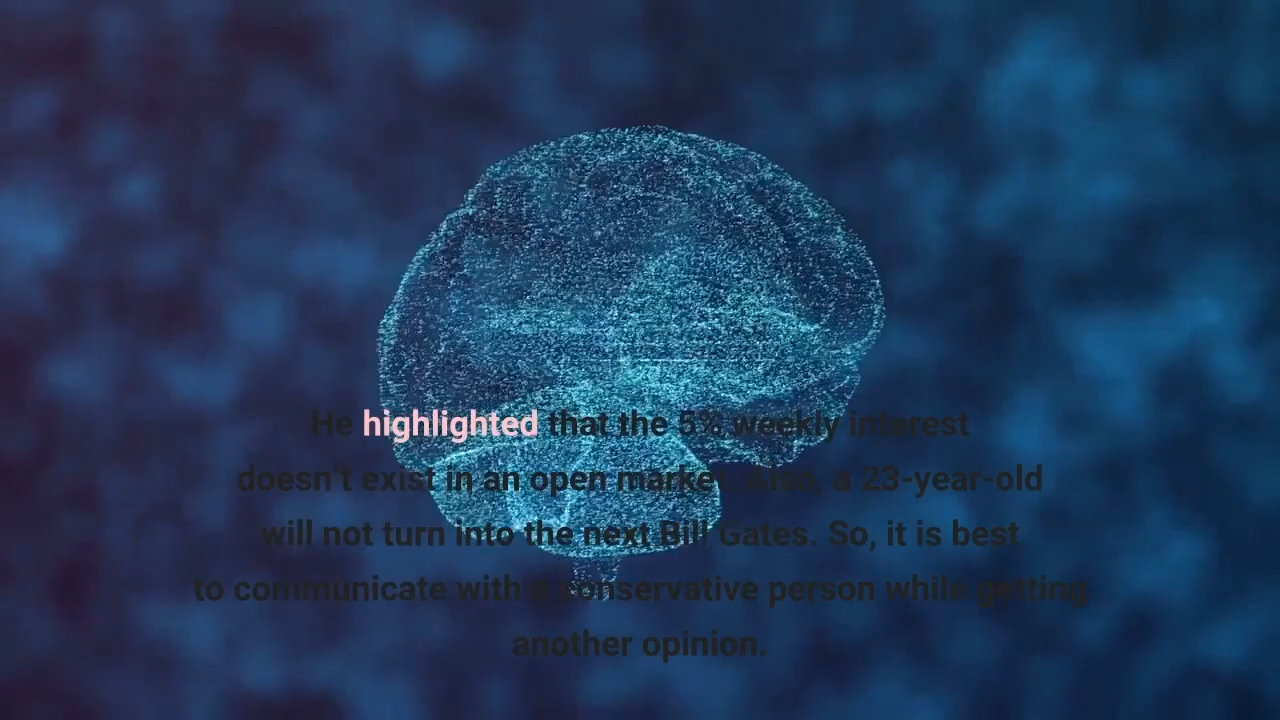 He highlighted that the 5% weekly interest
doesn't exist in an open market. Also, a 23-year-old
will not turn into the next Bill Gates. So, it is best
to communicate with a conservative person while getting
another opinion.